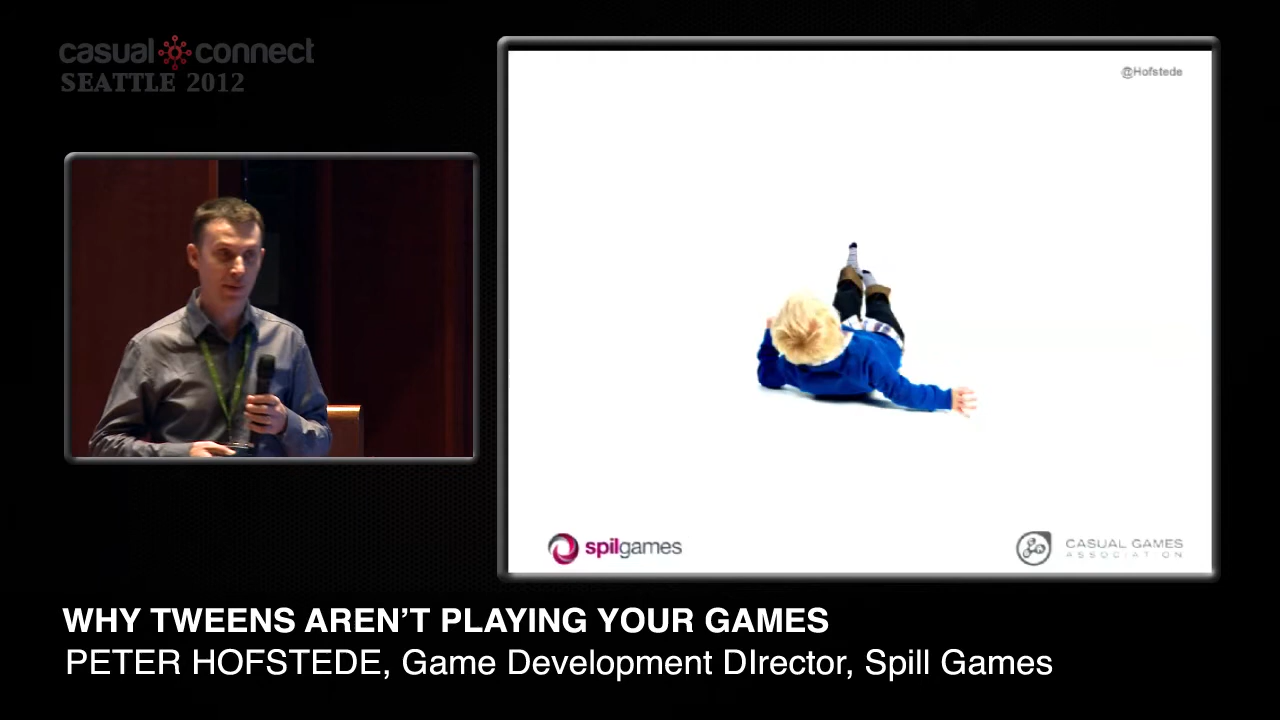 casual connect
SEATTLE 2012
@Hofstede
spilgames
CASUAL GAMES
ASSOCIATION
WHY TWEENS AREN’T PLAYING YOUR GAMES
PETER HOFSTEDE, Game Development DIrector, Spill Games